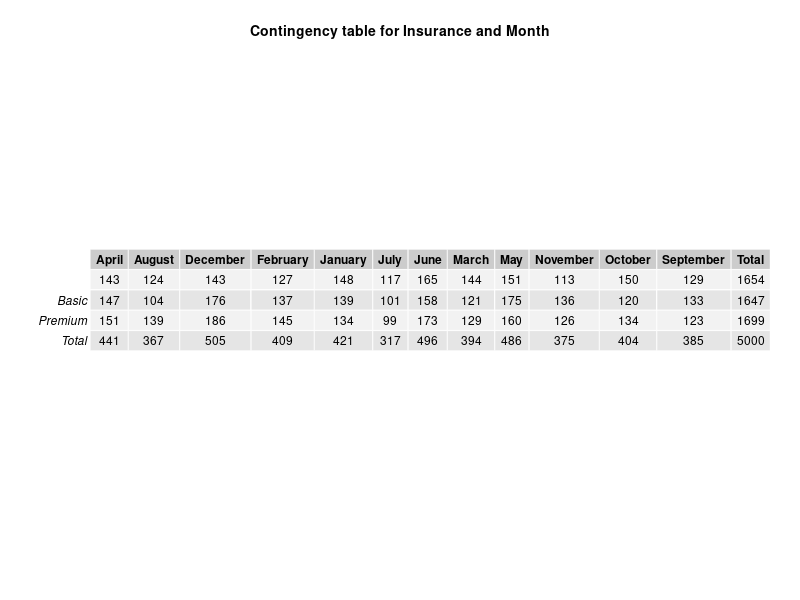 Contingency table for Insurance and Month
April August December February January July June March May November October September Total
143 124 143 127 148 117 165 144 151 113 150 129 1654
Basic 147 104 176 137 139 101 158 121 175 136 120 133 1647
Premium 151 139 186 145 134 99 173 129 160 126 134 123 1699
Total 441 367 505 409 421 317 496 394 486 375 404 385 5000